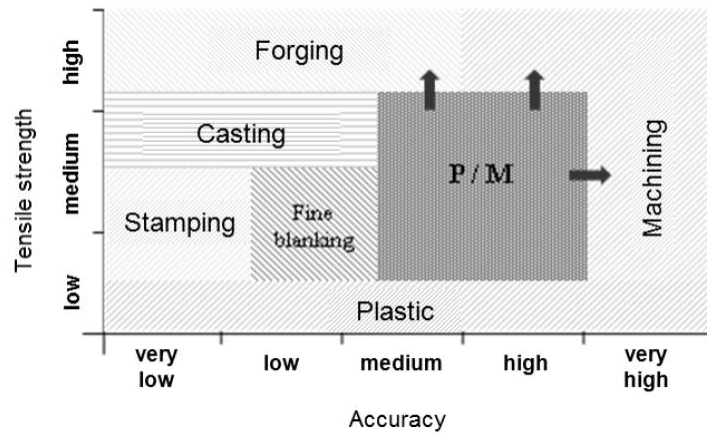 Tensile strength
high
medium
low
Forging
Casting
Stamping
Fine
blanking
P / M
Machining
Plastic
very
low
low
medium
high
very
high
Accuracy